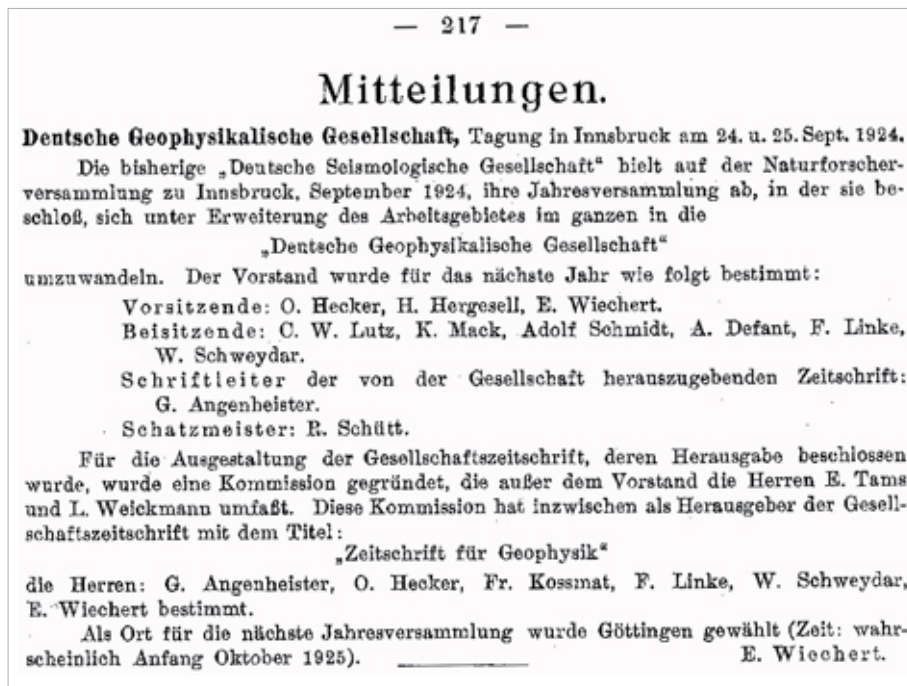 — 217 —
Mitteilungen.
Deutsche Geophysikalische Gesellschaft, Tagung in Innsbruck am 24. u. 25. Sept. 1924.
Die bisherige „Deutsche Seismologische Gesellschaft“ hielt auf der Naturforscher-
versammlung zu Innsbruck, September 1924, ihre Jahresversammlung ab, in der sie be-
schloß, sich unter Erweiterung des Arbeitsgebietes im ganzen in die
„Deutsche Geophysikalische Gesellschaft“
umzuwandeln. Der Vorstand wurde für das nächste Jahr wie folgt bestimmt:
Vorsitzende: O. Hecker, H. Hergesell, E. Wiechert.
Beisitzende: C. W. Lutz, K. Mack, Adolf Schmidt, A. Defant, F. Linke,
W. Schweydar.
Schriftleiter der von der Gesellschaft herauszugebenden Zeitschrift:
G. Angenheister.
Schatzmeister: R. Schütt.
Für die Ausgestaltung der Gesellschaftszeitschrift, deren Herausgabe beschlossen
wurde, wurde eine Kommission gegründet, die außer dem Vorstand die Herren E. Tams
und L. Weickmann umfaßt. Diese Kommission hat inzwischen als Herausgeber der Gesell-
schaftszeitschrift mit dem Titel:
„Zeitschrift für Geophysik“
die Herren: G. Angenheister, O. Hecker, Fr. Kossmat, F. Linke, W. Schweydar,
E. Wiechert bestimmt.
Als Ort für die nächste Jahresversammlung wurde Göttingen gewählt (Zeit: wahr-
scheinlich Anfang Oktober 1925). E. Wiechert.